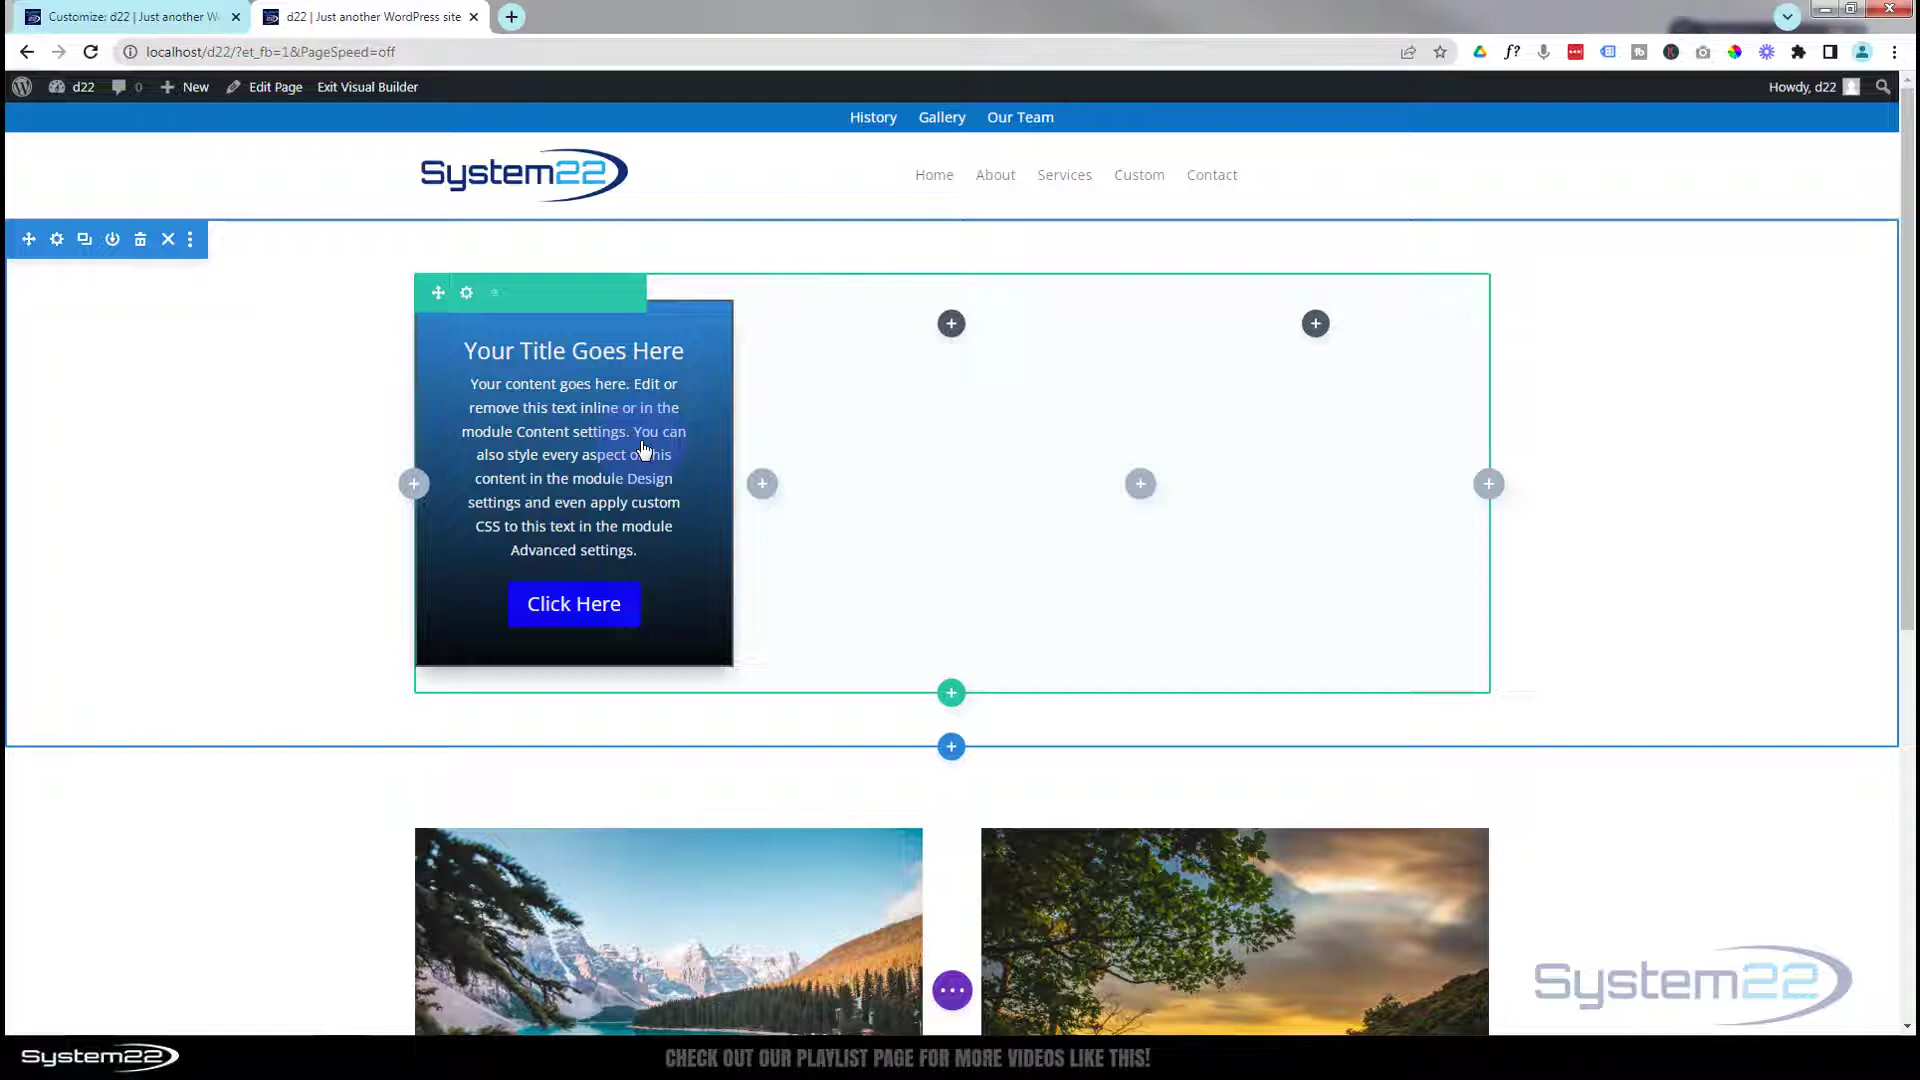 Customize: d22 | Just another W
d22 | Just another WordPress site
localhost/d22/?et_fb=1&PageSpeed=off
f?
d22
0
New
Edit Page
Exit Visual Builder
Howdy, d22
History
Gallery
Our Team
System22
Home
About
Services
Custom
Contact
Your Title Goes Here
Your content goes here. Edit or
remove this text inline or in the
module Content settings. You can
also style every aspect of this
content in the module Design
settings and even apply custom
CSS to this text in the module
Advanced settings.
Click Here
System22
System22
CHECK OUT OUR PLAYLIST PAGE FOR MORE VIDEOS LIKE THIS!